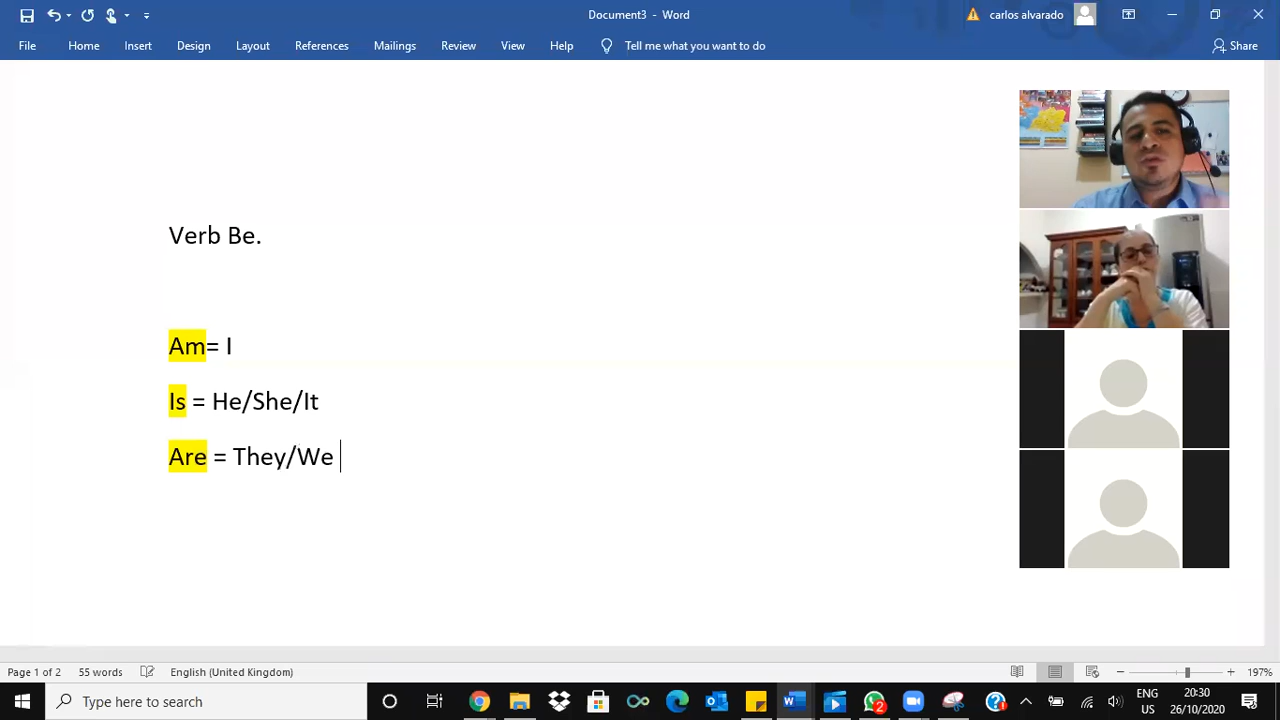 Document3 - Word
carlos alvarado
File Home Insert Design Layout References Mailings Review View Help Tell me what you want to do Share
Verb Be.
Am= I
Is = He/She/It
Are = They/We
Page 1 of 2 55 words English (United Kingdom) 197%
Type here to search
2
ENG
US
20:30
26/10/2020